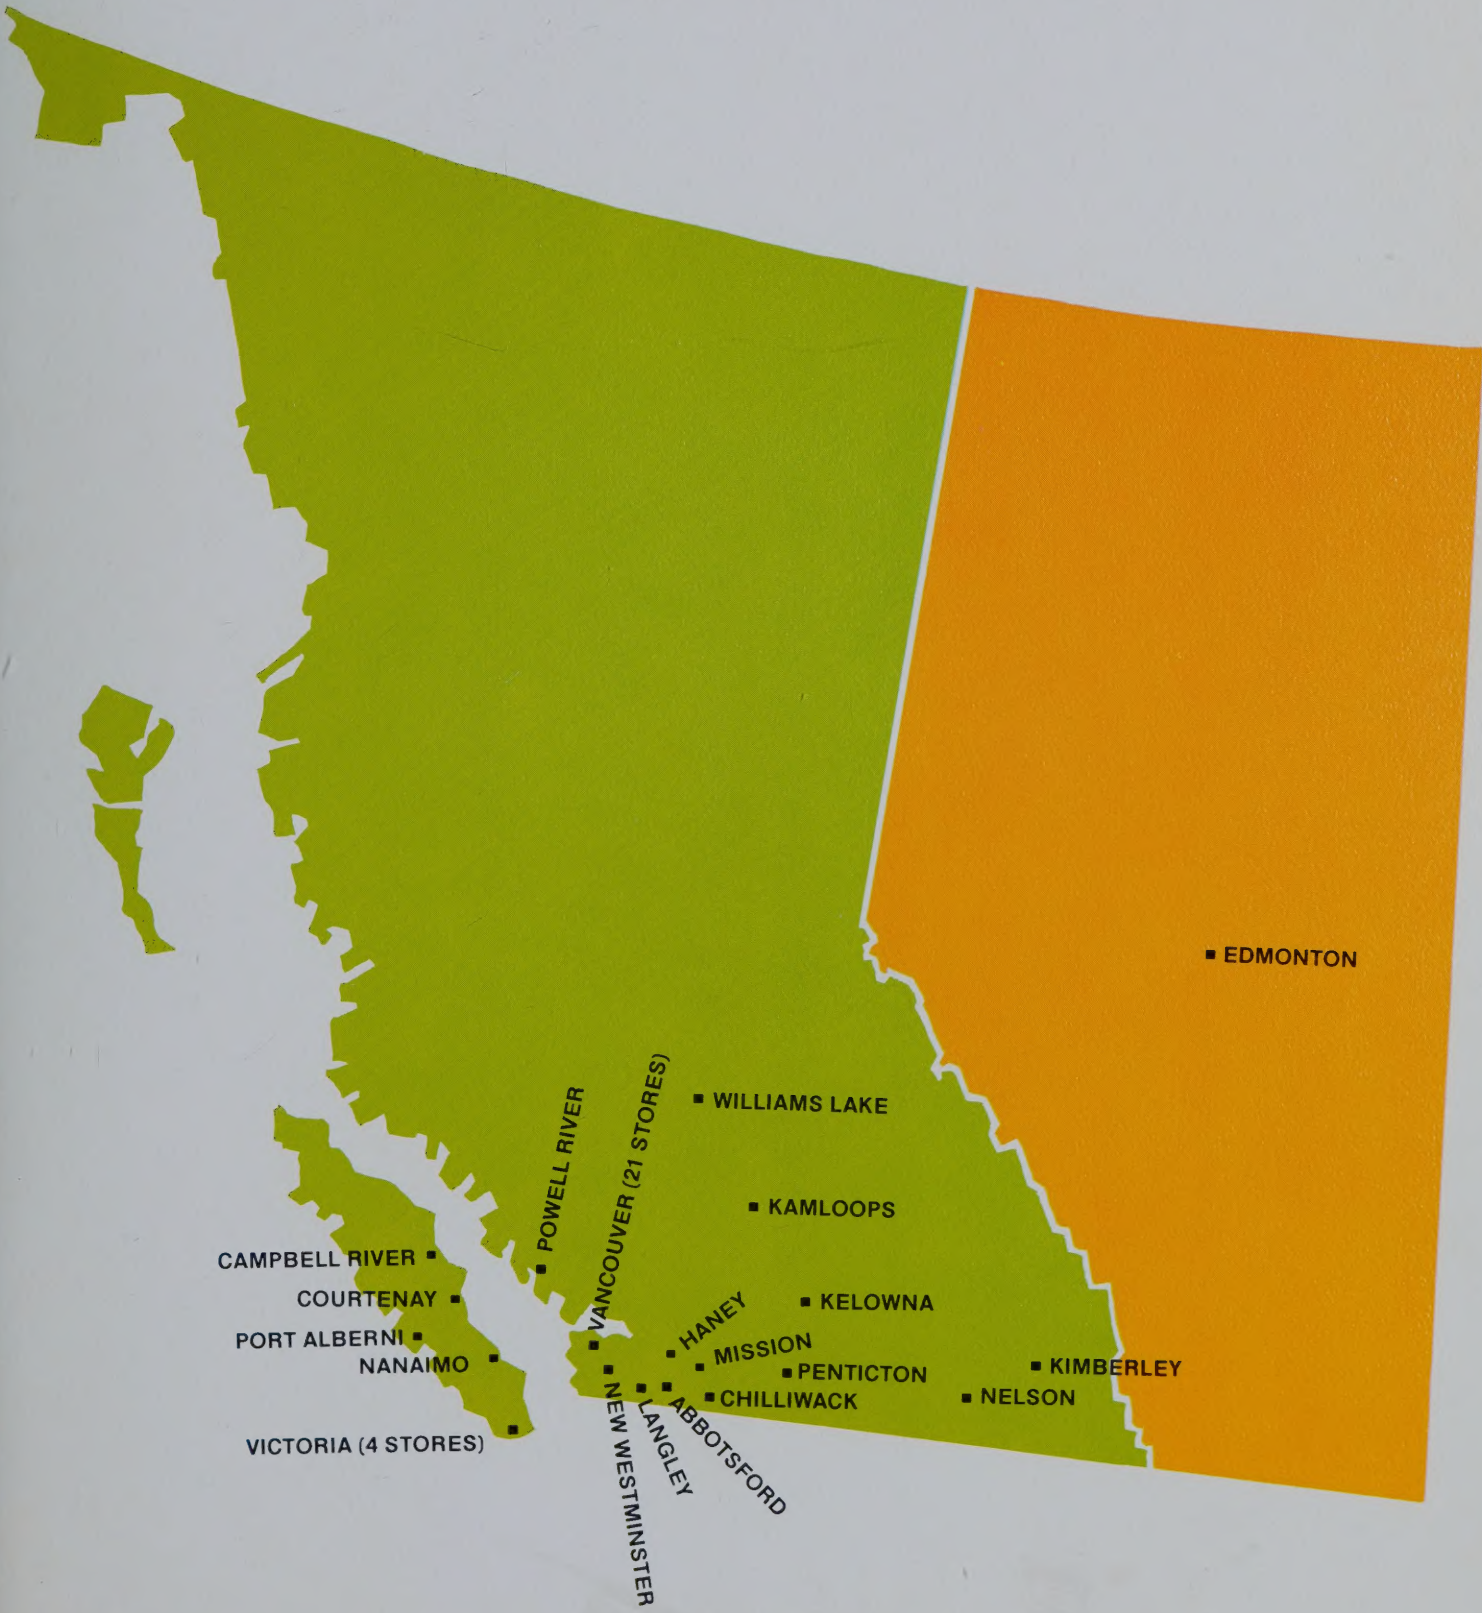 EDMONTON
WILLIAMS LAKE
POWELL RIVER
VANCOUVER (21 STORES)
KAMLOOPS
CAMPBELL RIVER
COURTENAY
KELOWNA
HANEY
PORT ALBERNI
MISSION
NANAIMO
PENTICTON
KIMBERLEY
CHILLIWACK
NELSON
VICTORIA (4 STORES)
NEW WESTMINSTER
LANGLEY
ABBOTSFORD